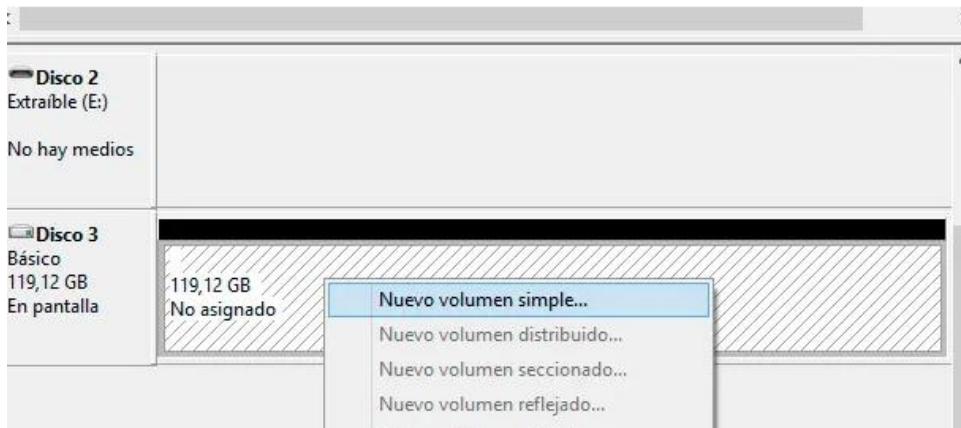 Disco 2
Extraíble (E:)
No hay medios
Disco 3
Básico
119,12 GB
En pantalla
119,12 GB
No asignado
Nuevo volumen simple...
Nuevo volumen distribuido...
Nuevo volumen seccionado...
Nuevo volumen reflejado...